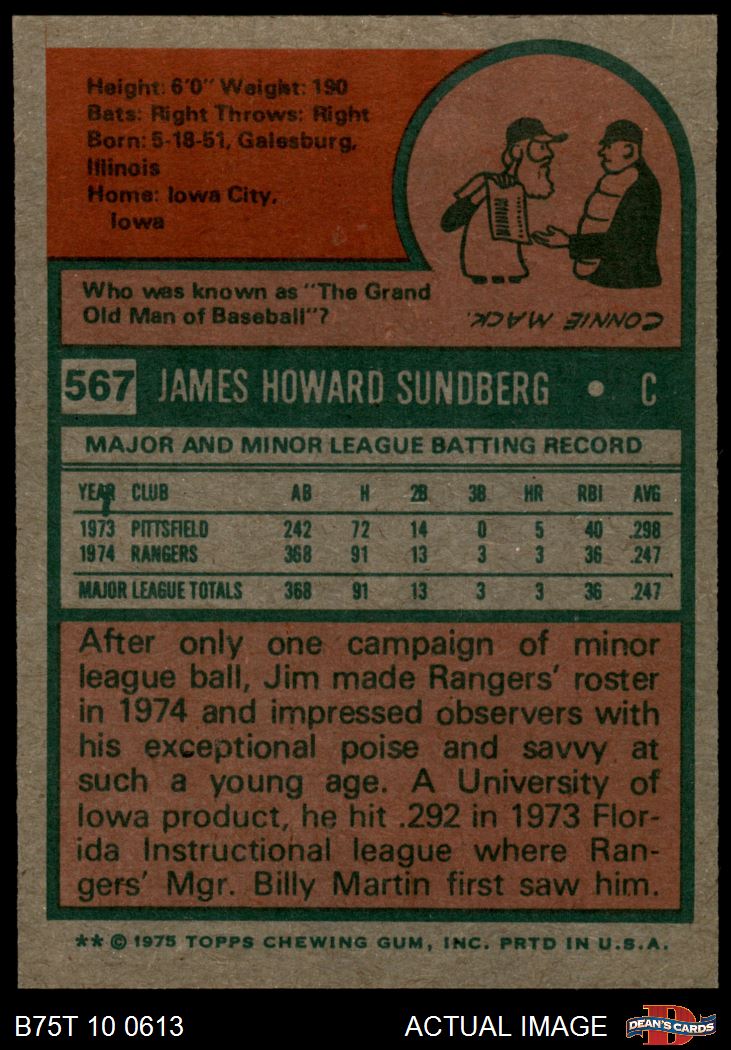 Height: 6'0" Weight: 190
Bats: Right Throws: Right
Born: 5-18-51, Galesburg,
Illinois
Home: Iowa City,
Iowa
Who was known as "The Grand
Old Man of Baseball"?
CONNIE MACK.
567 JAMES HOWARD SUNDBERG • C
MAJOR AND MINOR LEAGUE BATTING RECORD
YEAR CLUB AB H 2B 3B HR RBI AVG
1973 PITTSFIELD 242 72 14 0 5 40 .298
1974 RANGERS 368 91 13 3 3 36 .247
MAJOR LEAGUE TOTALS 368 91 13 3 3 36 .247
After only one campaign of minor
league ball, Jim made Rangers' roster
in 1974 and impressed observers with
his exceptional poise and savvy at
such a young age. A University of
Iowa product, he hit .292 in 1973 Flor-
ida Instructional league where Ran-
gers' Mgr. Billy Martin first saw him.
** © 1975 TOPPS CHEWING GUM, INC. PRTD IN U.S.A.
B75T 10 0613 ACTUAL IMAGE DEAN'S CARDS